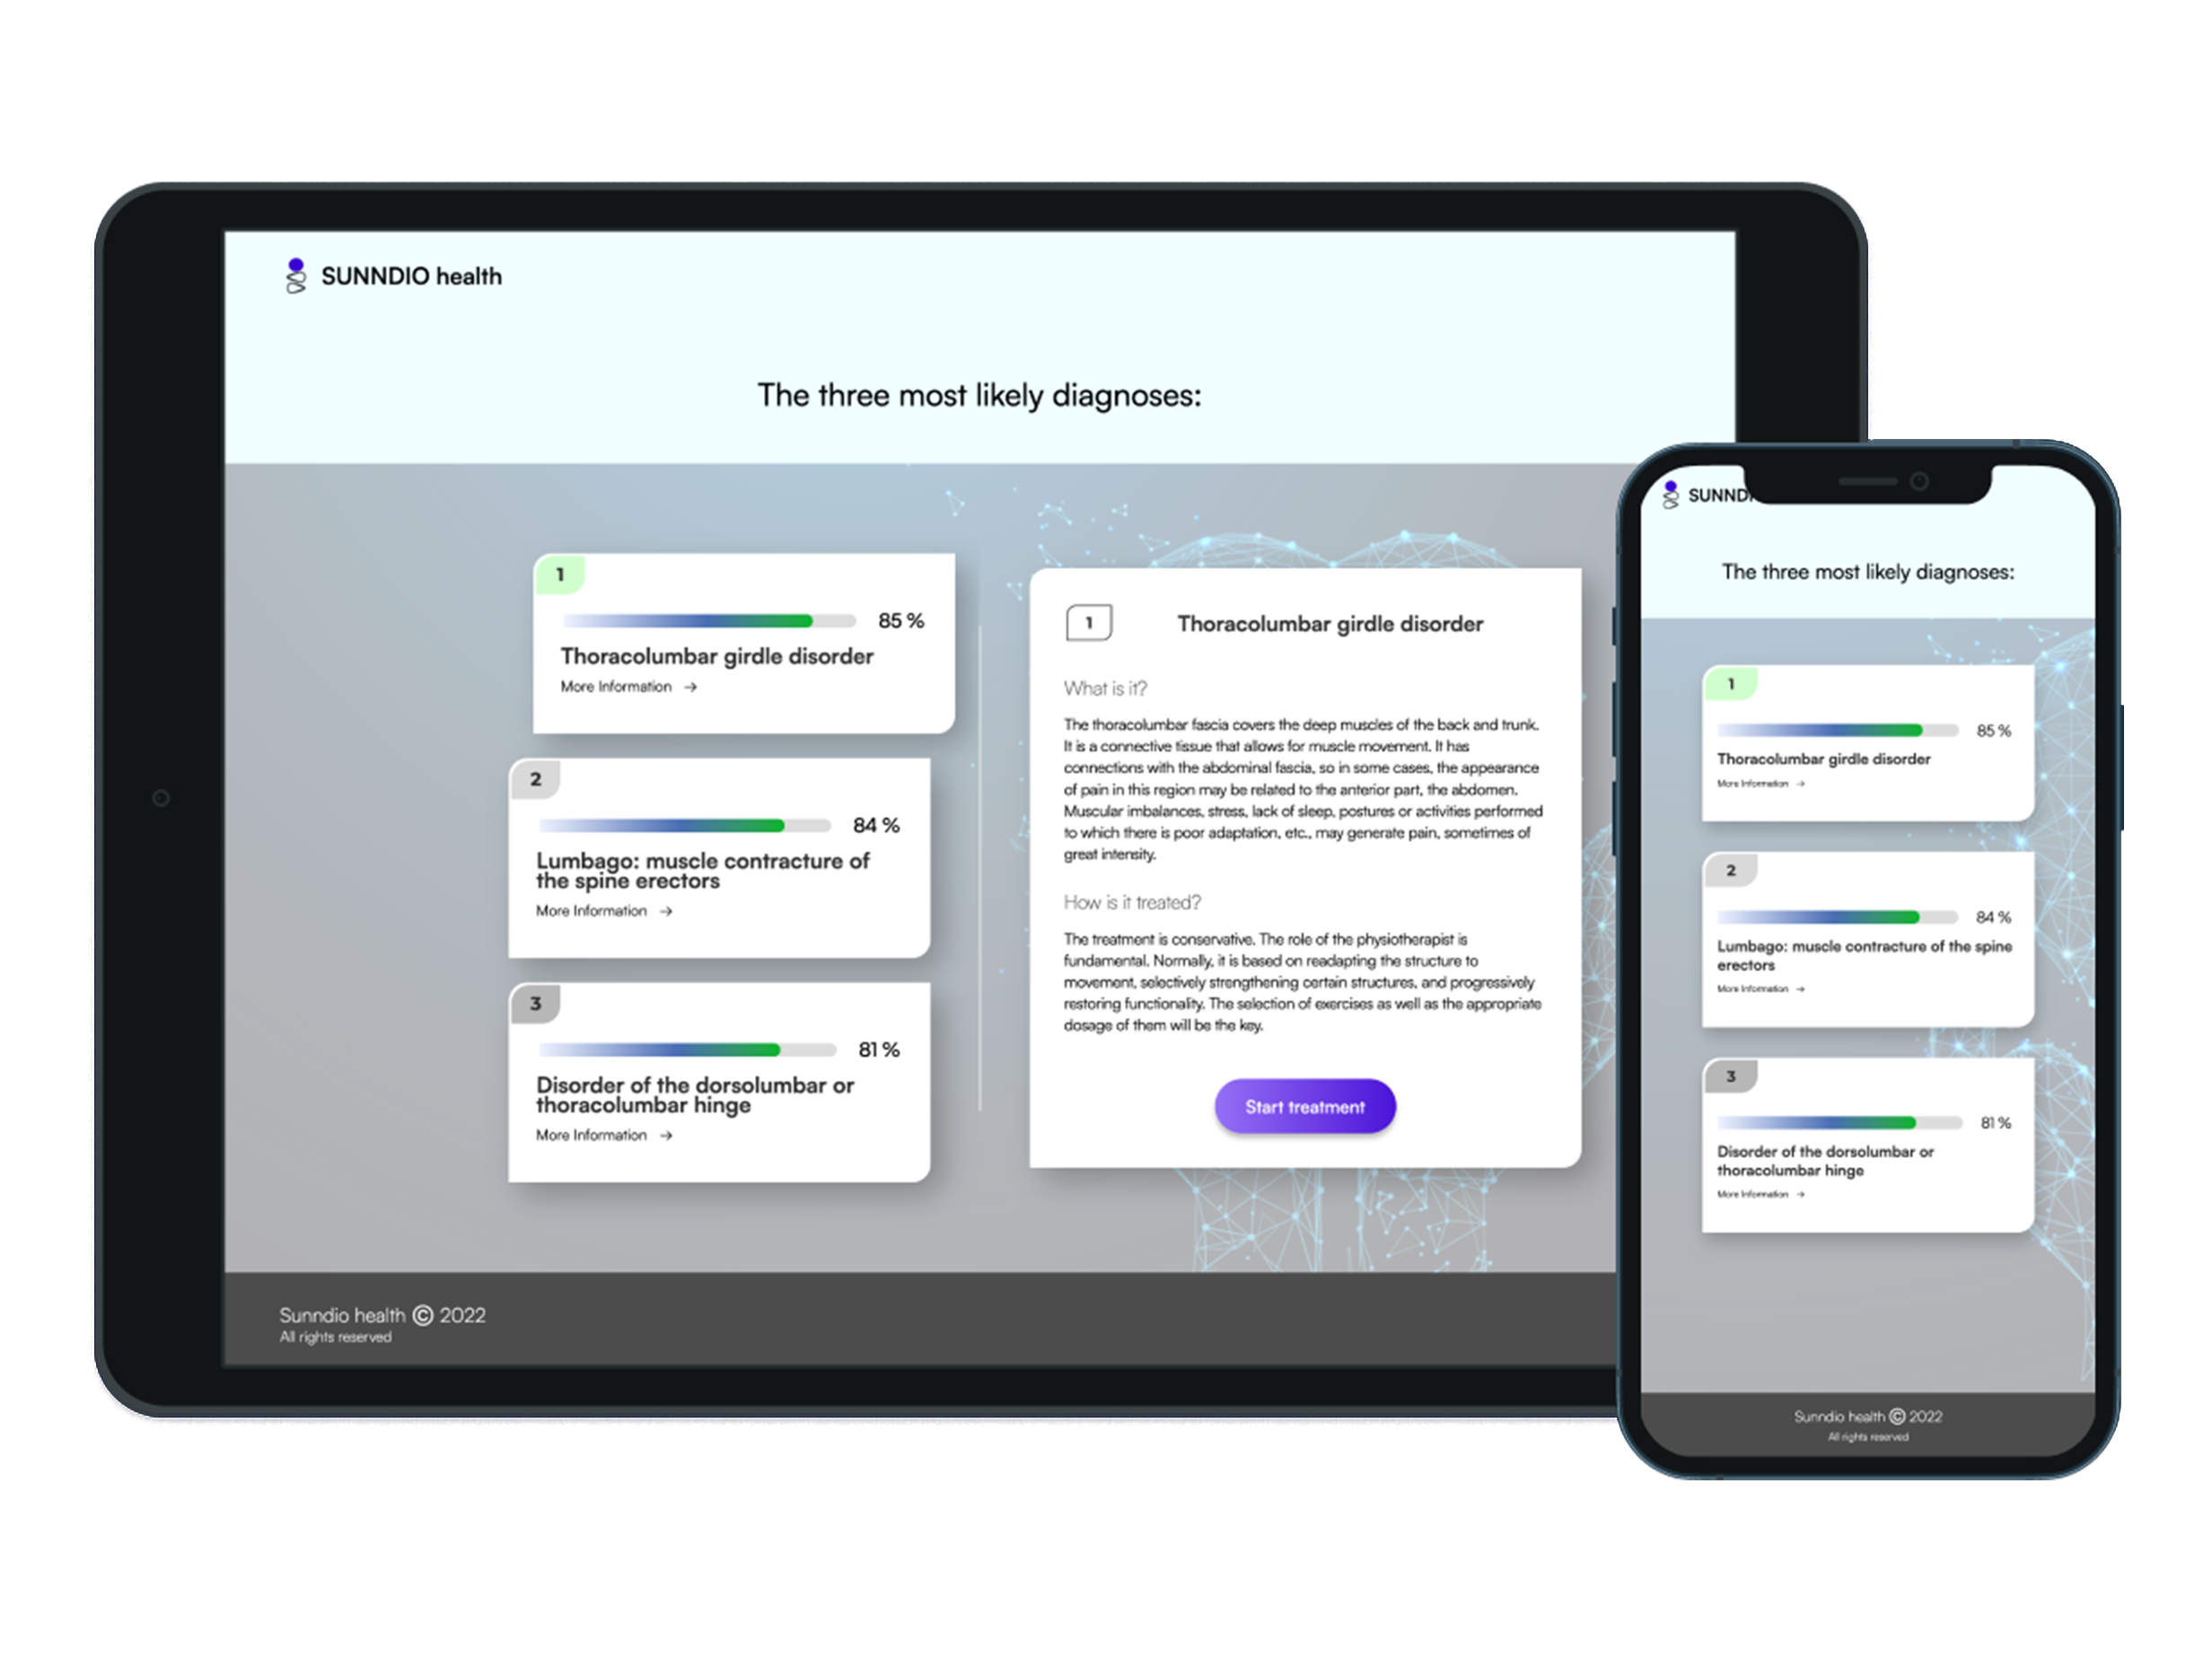 SUNNDIO health
The three most likely diagnoses:
1
85 %
Thoracolumbar girdle disorder
More Information →
2
84 %
Lumbago: muscle contracture of
the spine erectors
More Information →
3
81 %
Disorder of the dorsolumbar or
thoracolumbar hinge
More Information →
1
Thoracolumbar girdle disorder
What is it?
The thoracolumbar fascia covers the deep muscles of the back and trunk.
It is a connective tissue that allows for muscle movement. It has
connections with the abdominal fascia, so in some cases, the appearance
of pain in this region may be related to the anterior part, the abdomen.
Muscular imbalances, stress, lack of sleep, postures or activities performed
to which there is poor adaptation, etc., may generate pain, sometimes of
great intensity.
How is it treated?
The treatment is conservative. The role of the physiotherapist is
fundamental. Normally, it is based on readapting the structure to
movement, selectively strengthening certain structures, and progressively
restoring functionality. The selection of exercises as well as the appropriate
dosage of them will be the key.
Start treatment
Sunndio health © 2022
All rights reserved
SUNND
The three most likely diagnoses:
1
85 %
Thoracolumbar girdle disorder
More Information →
2
84 %
Lumbago: muscle contracture of the spine
erectors
More Information →
3
81 %
Disorder of the dorsolumbar or
thoracolumbar hinge
More Information →
Sunndio health © 2022
All rights reserved